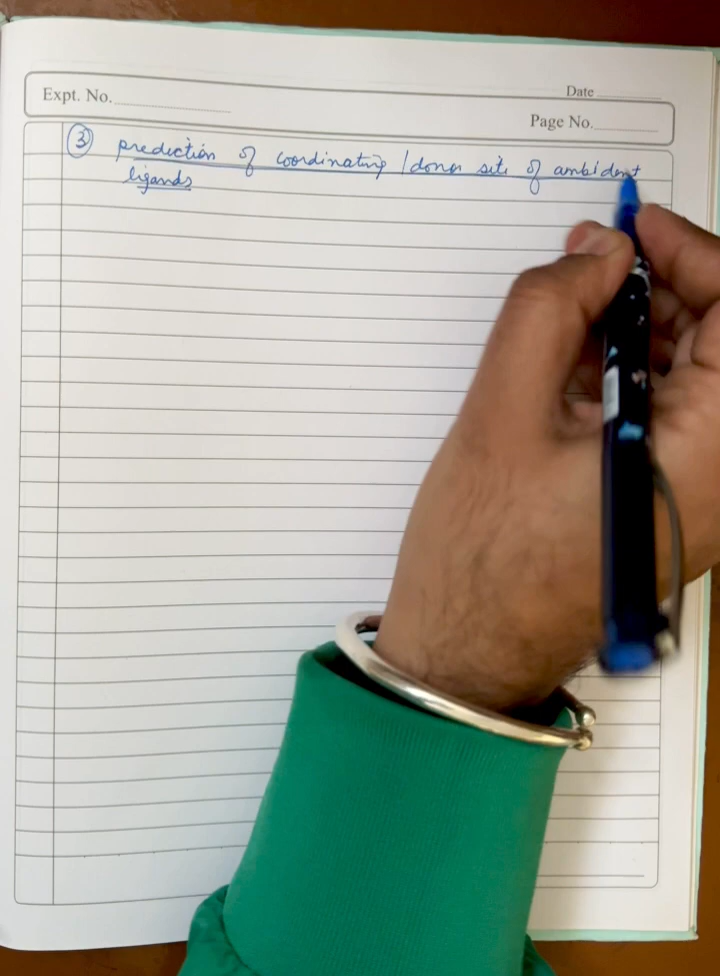 Expt. No.
Date
Page No.
3 prediction of coordinating / donor site of ambident
ligands